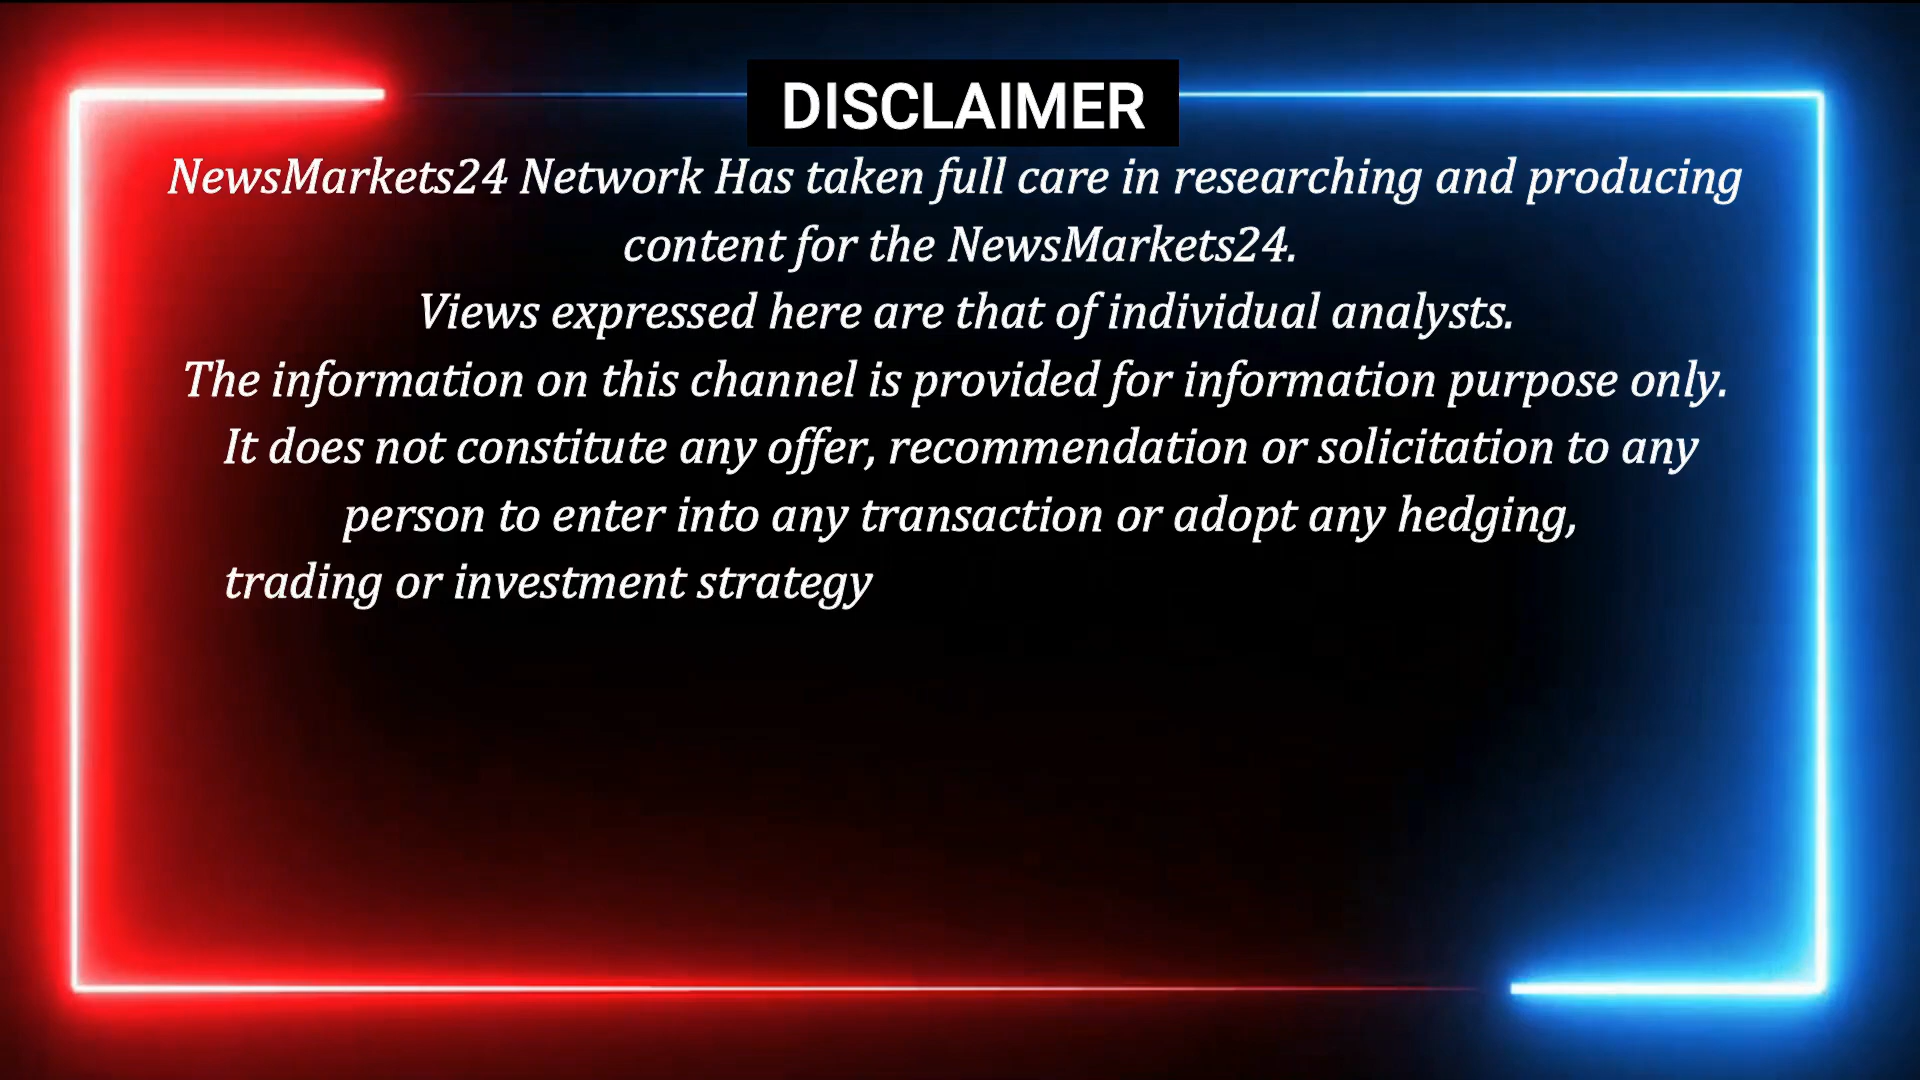 DISCLAIMER
NewsMarkets24 Network Has taken full care in researching and producing
content for the NewsMarkets24.
Views expressed here are that of individual analysts.
The information on this channel is provided for information purpose only.
It does not constitute any offer, recommendation or solicitation to any
person to enter into any transaction or adopt any hedging,
trading or investment strategy